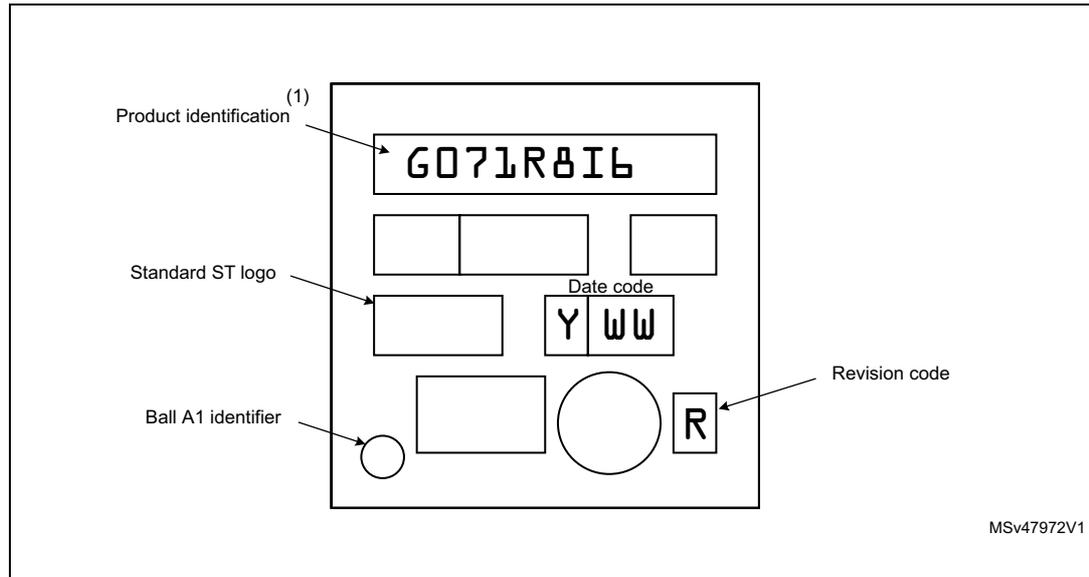 (1)
Product identification
G071R8I6
Standard ST logo
Date code
Y WW
Revision code
Ball A1 identifier
R
MSv47972V1